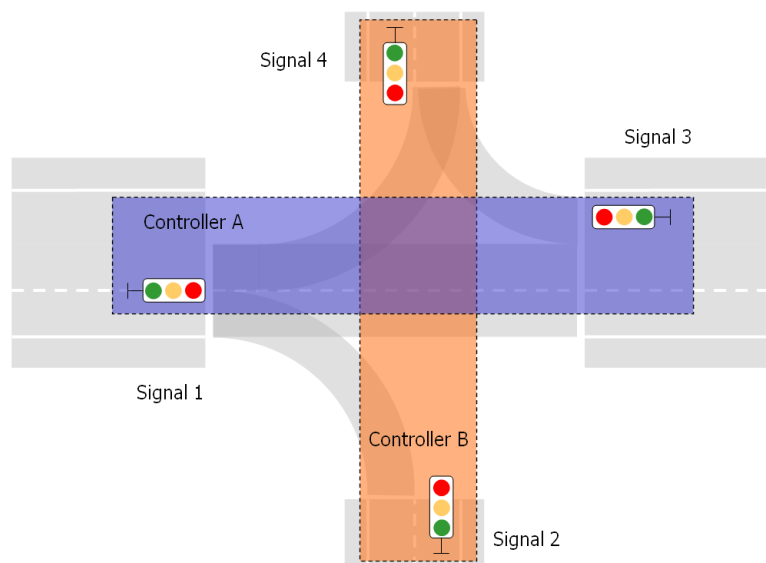 Signal 4
Signal 3
Controller A
Signal 1
Controller B
Signal 2